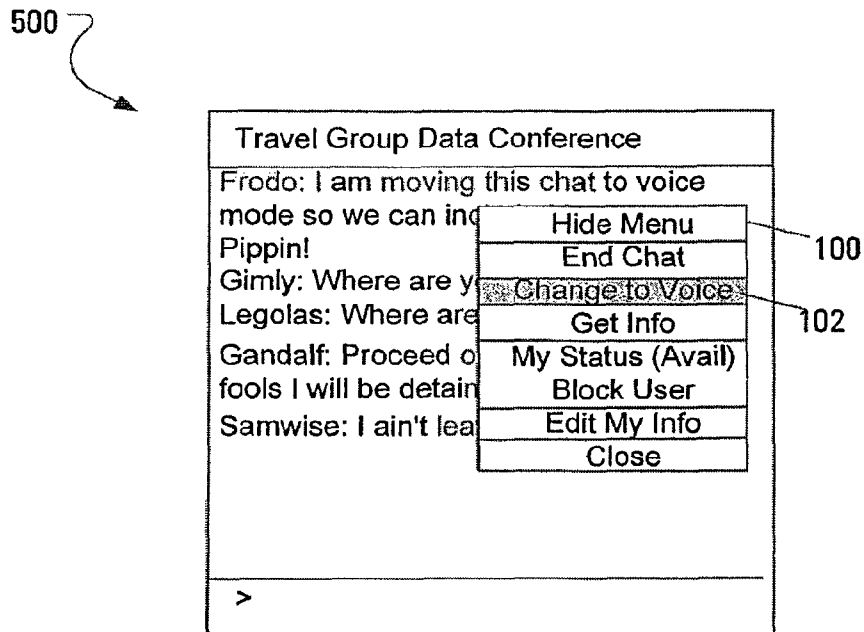 500
Travel Group Data Conference
Frodo: I am moving this chat to voice
mode so we can inc
Pippin!
Gimly: Where are y
Legolas: Where are
Gandalf: Proceed o
fools I will be detain
Samwise: I ain't lea
Hide Menu
End Chat
Change to Voice
Get Info
My Status (Avail)
Block User
Edit My Info
Close
100
102
>